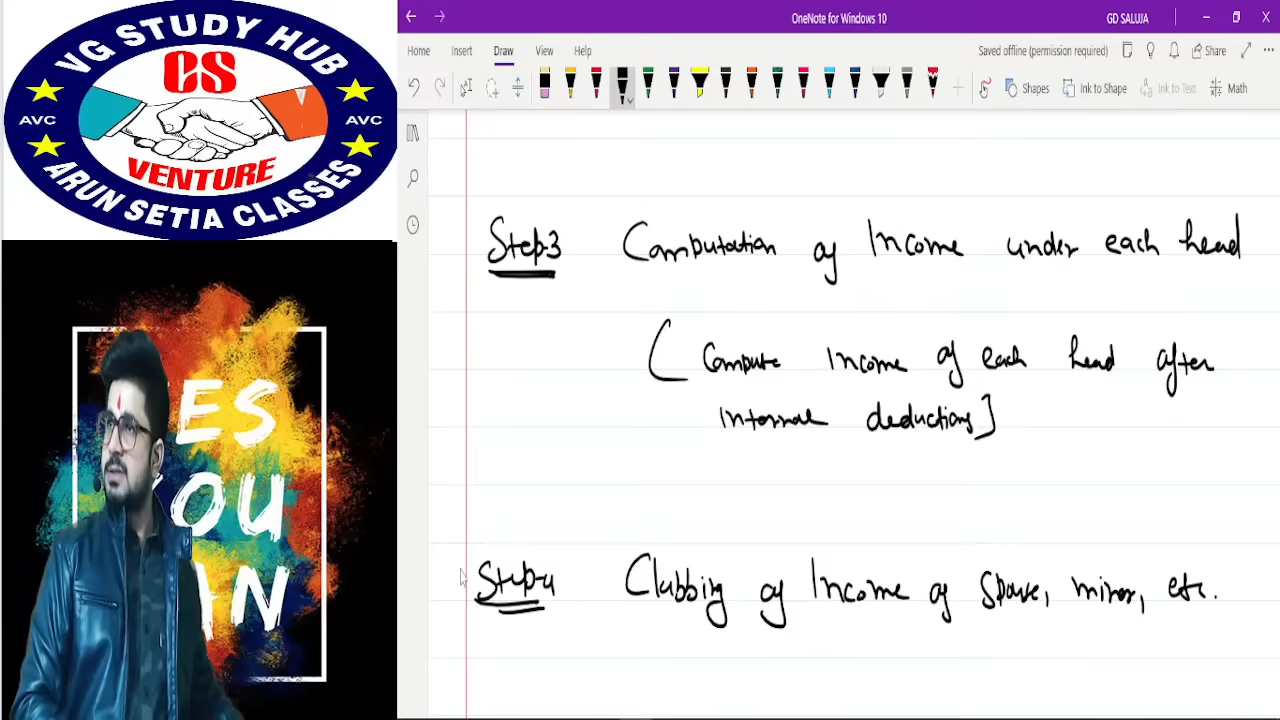 VG STUDY HUB
CS
AVC
AVC
VENTURE
ARUN SETIA CLASSES
YES
YOU
AN
OneNote for Windows 10
GD SALUJA
Home Insert Draw View Help
Saved offline (permission required)
Share
Shapes
Ink to Shape
Ink to Text
Math
Step-3 Computation of Income under each head
( Compute Income of each head after
internal deductions]
Step-4 Clubbing of Income of spouse, minor, etc.